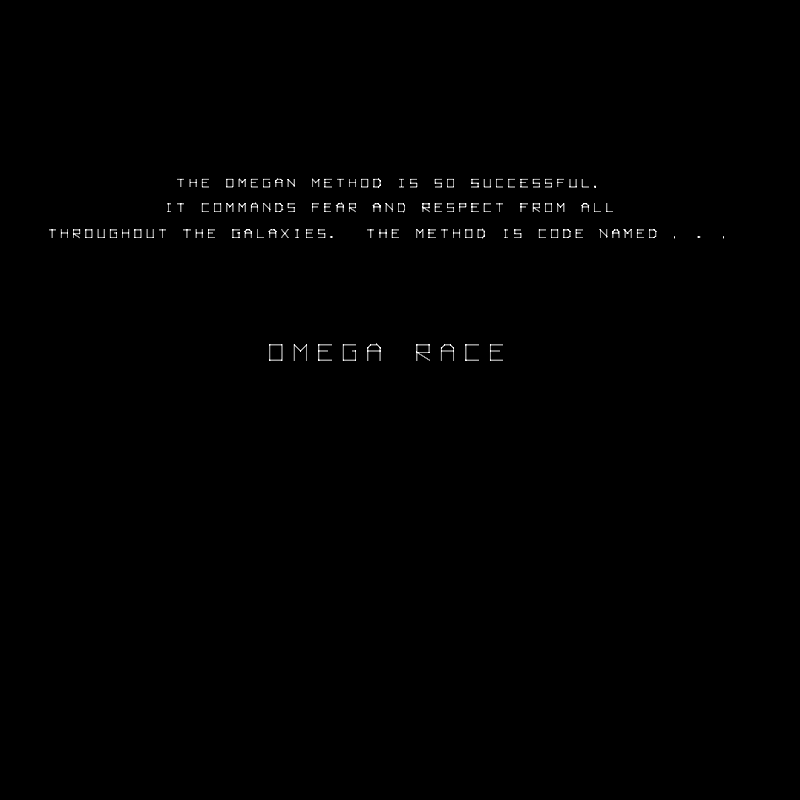 THE OMEGAN METHOD IS SO SUCCESSFUL.
IT COMMANDS FEAR AND RESPECT FROM ALL
THROUGHOUT THE GALAXIES.  THE METHOD IS CODE NAMED . . .
OMEGA RACE